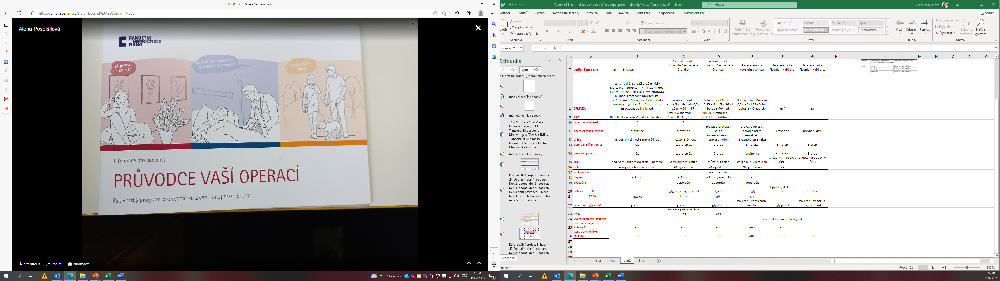 (1) Doručené – Seznam Email
https://email.seznam.cz/?i&q=label-id%3A258&mid=74238
Alena Pospíšilová
FAKULTNÍ
NEMOCNICE
BRNO
příprava
na operaci
nástup do nemocnice
a pobyt v nemocnici
propuštění
domů
Informace pro pacienty
PRŮVODCE VAŠÍ OPERACÍ
Pacientský program pro rychlé zotavení po operaci břicha
Stáhnout Poslat Informace
2°C Oblačno CES 16:30
15.02.2023
Tabulka BBraun - předoper. operační a pooper.péče - nejnovější verze [jen pro čtení] - Excel
Hledat
Alena Pospíšilová
Soubor Domů Vložení Rozložení stránky Vzorce Data Revize Zobrazení Nápověda Formát obrázku Sdílet
Vložit
Vyjmout
Kopírovat
Kopírovat formát
Schránka
Písmo
Zalamovat text
Sloučit a zarovnat na střed
Zarovnání
Obecný
Číslo
Podmíněné
formátování
Formátovat
jako tabulku
Normální Neutrální Správně Špatně
Hypertextov... Kontrolní bu... Použitý hyp... Poznámka
Styly
Vložit Odstranit Formát
Buňky
AutoSum
Vyplnit
Vymazat
Seřadit a
filtrovat
Najít a
vybrat
Úpravy
Obrázek 2
Schránka
Vložit vše Vymazat vše
Klikněte na položku, kterou chcete vložit:
(náhled není k dispozici)
(náhled není k dispozici)
TAMIS = TransAnal Mini-
Invasive Surgery TEM =
TransAnal Endoscopic
Microsurgery TAMIS s TME =
TransAnální Minimálně
Invazivní Chirurgie s Totální
Mezorektální Excize
(náhled není k dispozici)
Kolorektální projekt B Braun -
JIP Operační den 1. pooper.
Den 2. pooper.den 3. pooper.
Den 4. pooper.den 5. pooper.
Den a další prevence TEN viz
tabulka viz tabulka viz tabulka
navýšení viz tabulka...
Kolorektální projekt B Braun -
JIP Operační den 1. pooper.
Den 2. pooper.den 3. pooper.
Možnosti
A B C D E F G H I J K L M N O P Q
7 periferní analgezie P+N+Dipi časovaně Paracateamol a Novalgin časovaně + Dipi d.p. Paracateamol a Novalgin časovaně + Dipi d.p. Paracetamol a Novalgin v tbl d.p. Paracetamol a Novalgin v tbl d.p. Paracetamol a Novalgin v tbl d.p.
8 EPIUNKA kontinuál 1. stříkačka: 10 ml 0,5% Marcainu + Sufentanil 4 ml (20 mikrog) + 26 ml FR, ne SFNT FORTE!!!!, startovací 5 ml/hod s možností navýšení až 10 ml/hod nad 150cm, pod 150 cm výšky startovací rychlost 4 ml/hod, možno navyšovat do 8 ml/hod. kontinuál další stříkačky: Marcain 0,5% 10 ml + 30 ml FR Bolusy: 2ml Marcain 0,5% + 6ml FR - 5-8ml bolus a 4-6 hod. Bolusy: 2ml Marcain 0,5% + 6ml FR - 5-8ml bolus a 4-6 hod. dp ex? ex
9 TAP 10ml 0.5%marcain +10ml FR , 3ml/hod 10ml 0.5%marcain +10ml FR , 3ml/hod 10ml 0.5%marcain +10ml FR , 3ml/hod ex
10 monitorace bolesti ? ?
11 operační rána a asepse převaz ne převaz ne převaz u pravostr. Kolon převaz u levostr. Kolon a rekta převaz ne převaz 5. den
12 drény množství v 18 hod a pak a 24hod. množství a 24hod. extrakce drénu u pravostr.kolon extrakce u levostr.kolon a rekta
13 perorální příjem ERAS Os 1sb+sipp 2x 0+sipp 5 + sipp. 5 + sipp 5+sipp
14 perorální příjem 0s 1sb+sipp 2x 0+sipp 1+sipping 5+sipp. dle klin.stavu 5+sipp
15 RHB sed, vertikalizace do stoje u postele vertikalizace, chůze chůze 2x za den chůze min. 3 x za den chůze, min. pobyt v lůžku chůze, min. pobyt v lůžku
16 helicid 40mg i.v. 2 hod po operaci 40mg i.v. ráno 20mg tbl ráno 20mg tbl ráno ex
17 prokinetika zvážit relistor
18 degan a 8 hod. a 8 hod. a 8 hod., event. Ex ex
19 zvýkačka doporučit doporučit doporučit
20 odběry 5:00 I,gly, KO, koag, U, kreat I, gly I, gly I,gly CRP, U , kreat, KO dle stavu
21 17:00 I,gly, KO I, gly gly gly
22 monitorace gly u DM gly profil gly profil gly profil gly profil, zpět chron. inzulin gly profil gly profil ex pokud ok, zpět pad
23 PMK extrakce pokud zvládá RHB ex !
24 vyprázdnění typ, laxativa zvážit laktulosu nebo MgSO4
25 nikotinové náplati u kuřáků ? ano ano ano ano ano
26 kontrola chronické medikace ano ano ano ano ano ano
27
28
29
List1 List2 List3 List4
Počet: 132 100 %
16:30
15.02.2023